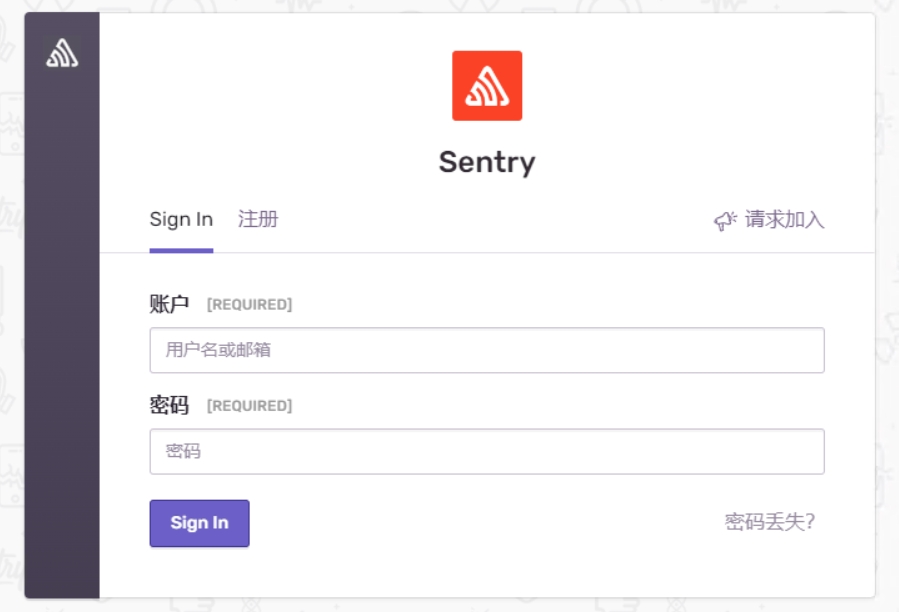 Sentry
Sign In 注册 请求加入
账户 [REQUIRED]
用户名或邮箱
密码 [REQUIRED]
密码
Sign In 密码丢失?